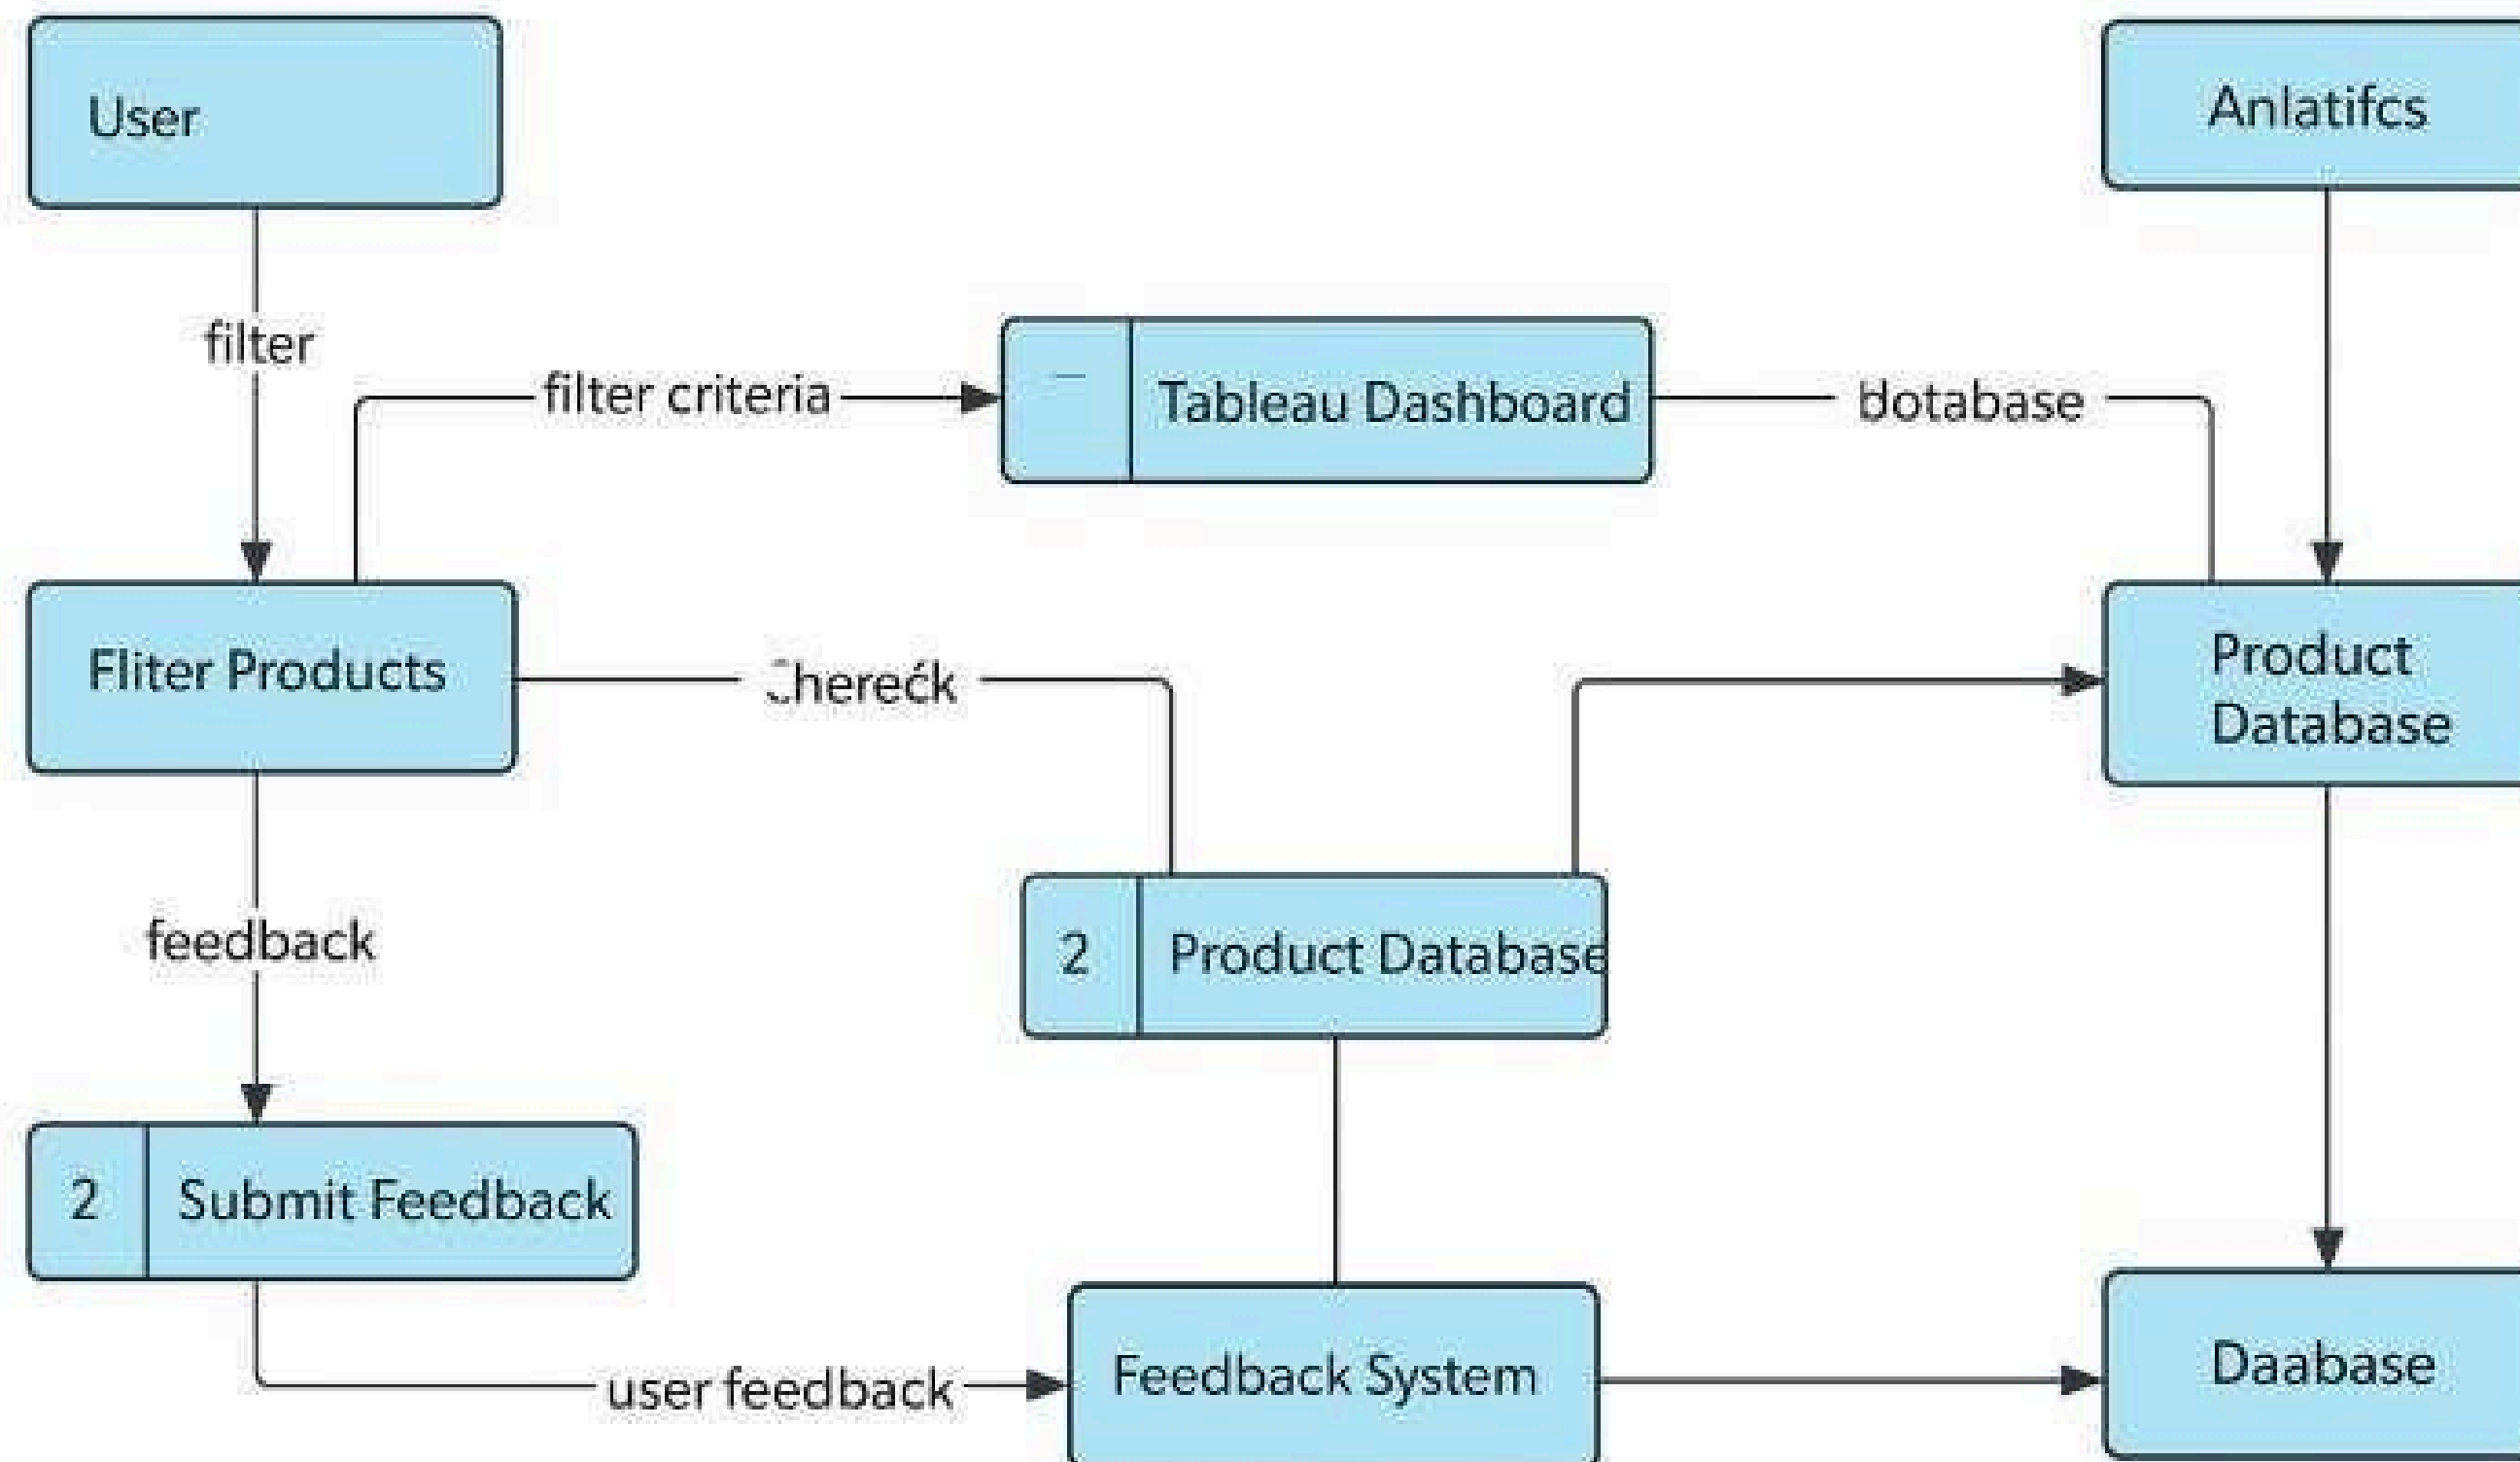 User
Anlatifcs
filter
filter criteria
Tableau Dashboard
botabase
Fliter Products
Product
Database
feedback
2 Product Database
2 Submit Feedback
user feedback
Feedback System
Daabase